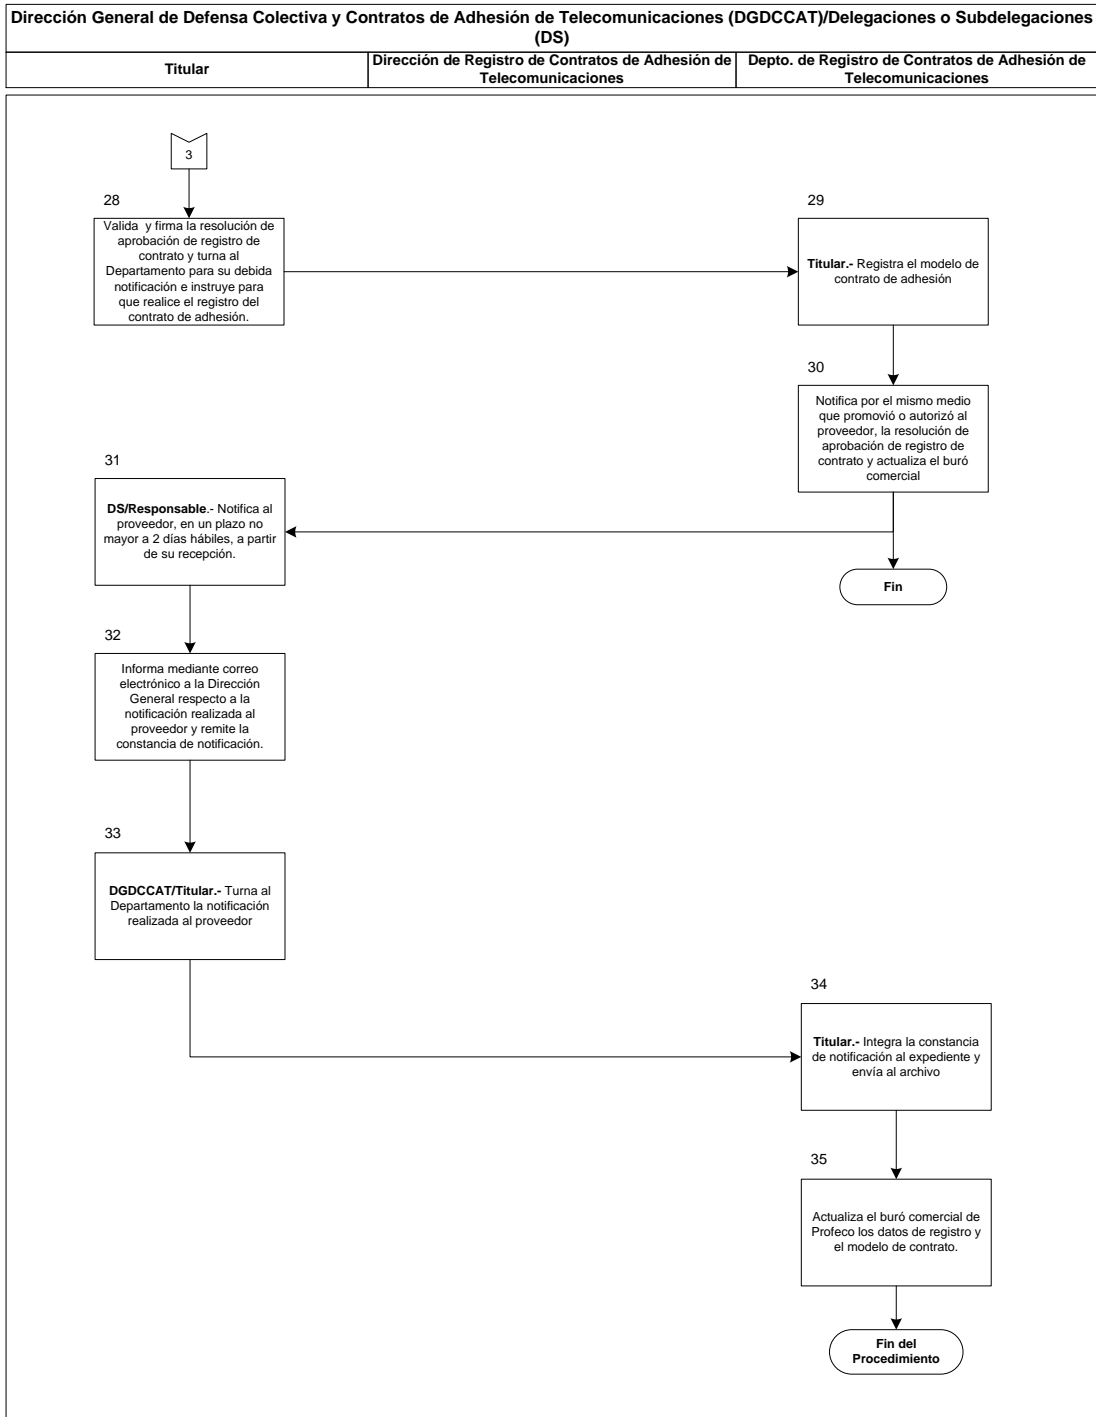 Dirección General de Defensa Colectiva y Contratos de Adhesión de Telecomunicaciones (DGDCCAT)/Delegaciones o Subdelegaciones
(DS)
Titular
Dirección de Registro de Contratos de Adhesión de
Telecomunicaciones
Depto. de Registro de Contratos de Adhesión de
Telecomunicaciones
3
28
Valida y firma la resolución de
aprobación de registro de
contrato y turna al
Departamento para su debida
notificación e instruye para
que realice el registro del
contrato de adhesión.
29
Titular.- Registra el modelo de
contrato de adhesión
30
Notifica por el mismo medio
que promovió o autorizó al
proveedor, la resolución de
aprobación de registro de
contrato y actualiza el buró
comercial
31
DS/Responsable.- Notifica al
proveedor, en un plazo no
mayor a 2 días hábiles, a partir
de su recepción.
Fin
32
Informa mediante correo
electrónico a la Dirección
General respecto a la
notificación realizada al
proveedor y remite la
constancia de notificación.
33
DGDCCAT/Titular.- Turna al
Departamento la notificación
realizada al proveedor
34
Titular.- Integra la constancia
de notificación al expediente y
envía al archivo
35
Actualiza el buró comercial de
Profeco los datos de registro y
el modelo de contrato.
Fin del
Procedimiento